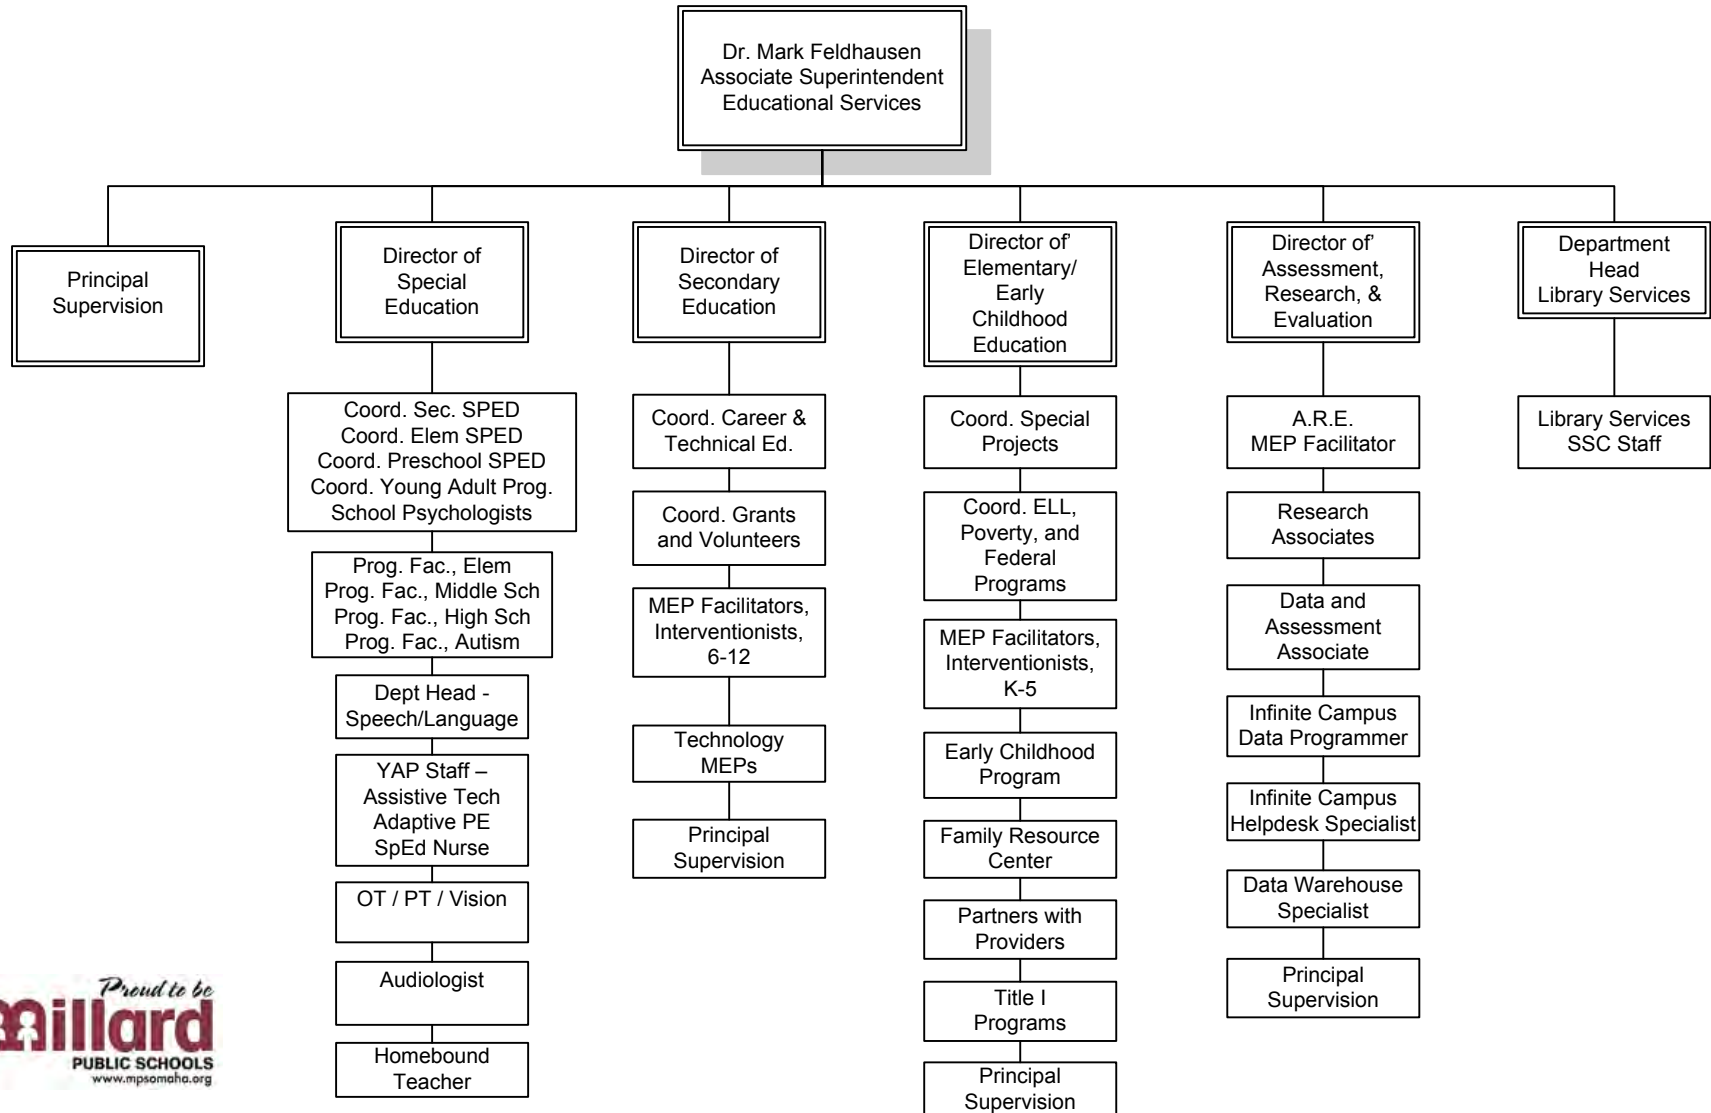 Dr. Mark Feldhausen
Associate Superintendent
Educational Services
Principal
Supervision
Director of
Special
Education
Director of
Secondary
Education
Director of'
Elementary/
Early
Childhood
Education
Director of'
Assessment,
Research, &
Evaluation
Department
Head
Library Services
Coord. Sec. SPED
Coord. Elem SPED
Coord. Preschool SPED
Coord. Young Adult Prog.
School Psychologists
Prog. Fac., Elem
Prog. Fac., Middle Sch
Prog. Fac., High Sch
Prog. Fac., Autism
Dept Head -
Speech/Language
YAP Staff –
Assistive Tech
Adaptive PE
SpEd Nurse
OT / PT / Vision
Audiologist
Homebound
Teacher
Coord. Career &
Technical Ed.
Coord. Grants
and Volunteers
MEP Facilitators,
Interventionists,
6-12
Technology
MEPs
Principal
Supervision
Coord. Special
Projects
Coord. ELL,
Poverty, and
Federal
Programs
MEP Facilitators,
Interventionists,
K-5
Early Childhood
Program
Family Resource
Center
Partners with
Providers
Title I
Programs
Principal
Supervision
A.R.E.
MEP Facilitator
Research
Associates
Data and
Assessment
Associate
Infinite Campus
Data Programmer
Infinite Campus
Helpdesk Specialist
Data Warehouse
Specialist
Principal
Supervision
Library Services
SSC Staff
Proud to be
Millard
PUBLIC SCHOOLS
www.mpsomaha.org